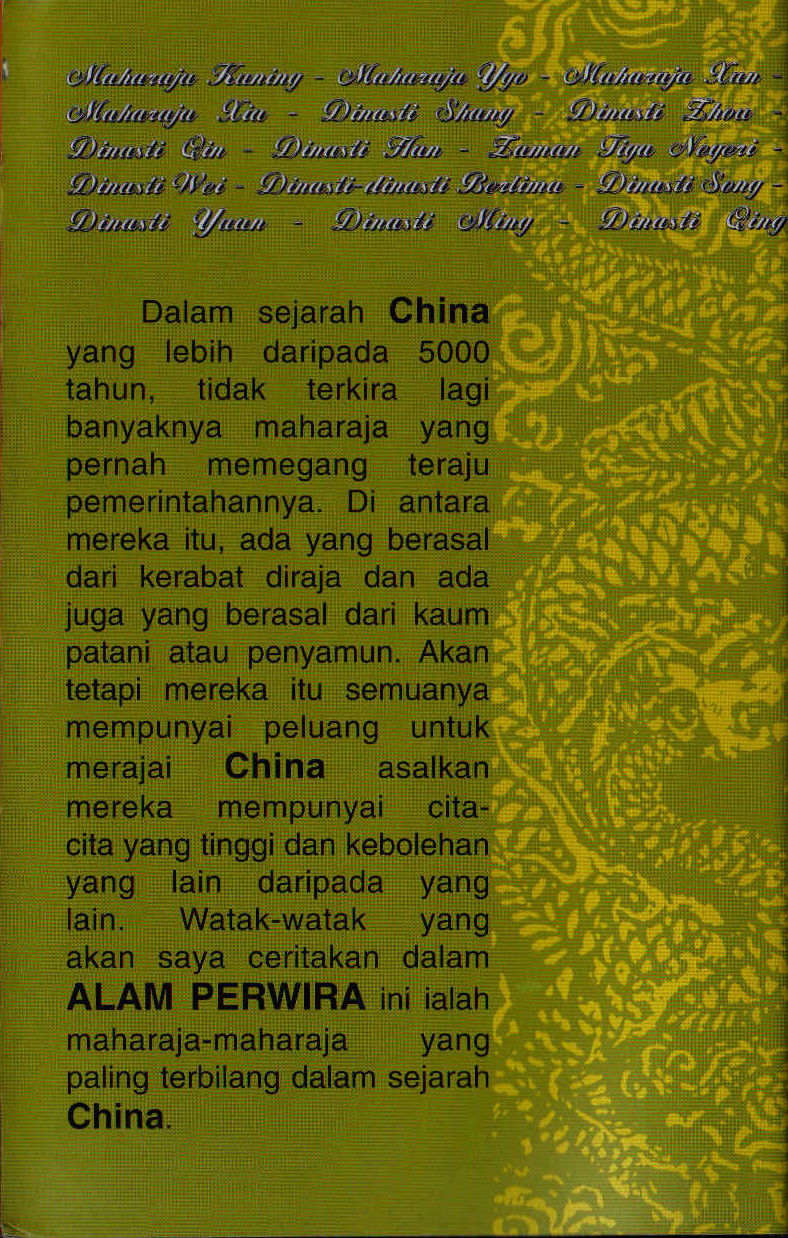 Maharaja Kuning - Maharaja Yyo - Maharaja Xun -
Maharaja Xia - Dinasti Shang - Dinasti Zhou -
Dinasti Qin - Dinasti Han - Zaman Tiga Negeri -
Dinasti Wei - Dinasti-dinasti Berlima - Dinasti Song -
Dinasti Yuan - Dinasti Ming - Dinasti Qing
Dalam sejarah China
yang lebih daripada 5000
tahun, tidak terkira lagi
banyaknya maharaja yang
pernah memegang teraju
pemerintahannya. Di antara
mereka itu, ada yang berasal
dari kerabat diraja dan ada
juga yang berasal dari kaum
patani atau penyamun. Akan
tetapi mereka itu semuanya
mempunyai peluang untuk
merajai China asalkan
mereka mempunyai cita-
cita yang tinggi dan kebolehan
yang lain daripada yang
lain. Watak-watak yang
akan saya ceritakan dalam
ALAM PERWIRA ini ialah
maharaja-maharaja yang
paling terbilang dalam sejarah
China.